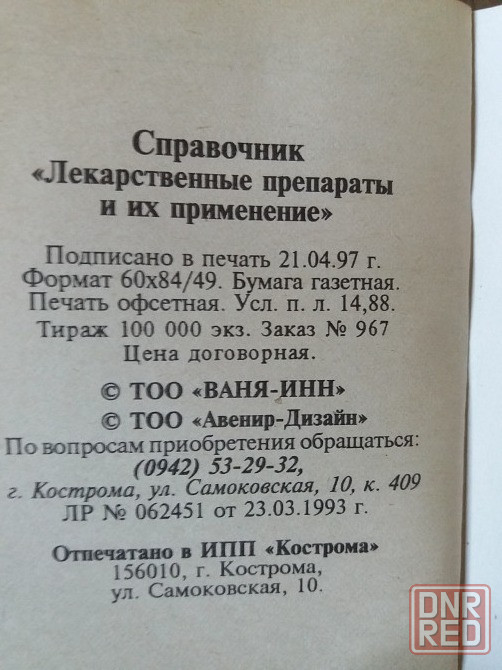 Справочник
«Лекарственные препараты
и их применение»
Подписано в печать 21.04.97 г.
Формат 60х84/49. Бумага газетная.
Печать офсетная. Усл. п. л. 14,88.
Тираж 100 000 экз. Заказ № 967
Цена договорная.
© ТОО «ВАНЯ-ИНН»
© ТОО «Авенир-Дизайн»
По вопросам приобретения обращаться:
(0942) 53-29-32,
г. Кострома, ул. Самоковская, 10, к. 409
ЛР № 062451 от 23.03.1993 г.
Отпечатано в ИПП «Кострома»
156010, г. Кострома,
ул. Самоковская, 10.
DNR
RED